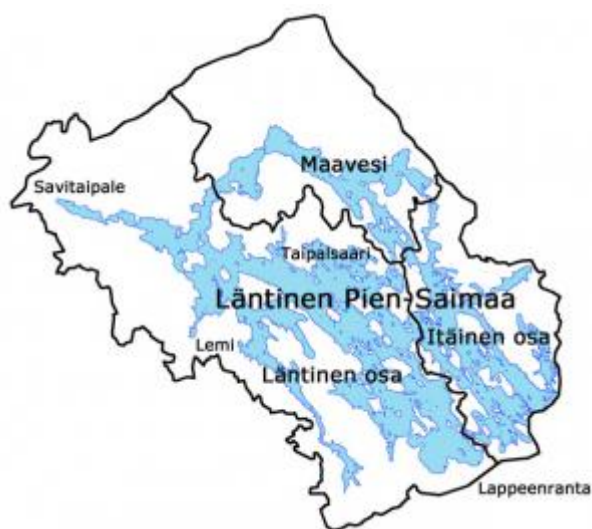 Maavesi
Savitaipale
Taipalsaari
Läntinen Pien-Saimaa
Itäinen osa
Lemi
Läntinen osa
Lappeenranta